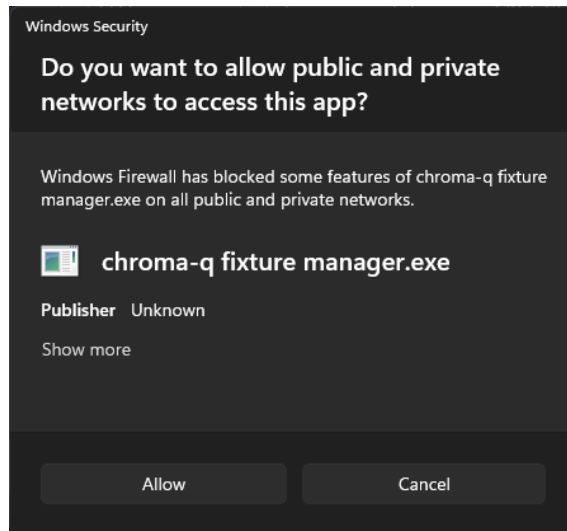 Windows Security
Do you want to allow public and private
networks to access this app?
Windows Firewall has blocked some features of chroma-q fixture
manager.exe on all public and private networks.
chroma-q fixture manager.exe
Publisher Unknown
Show more
Allow Cancel